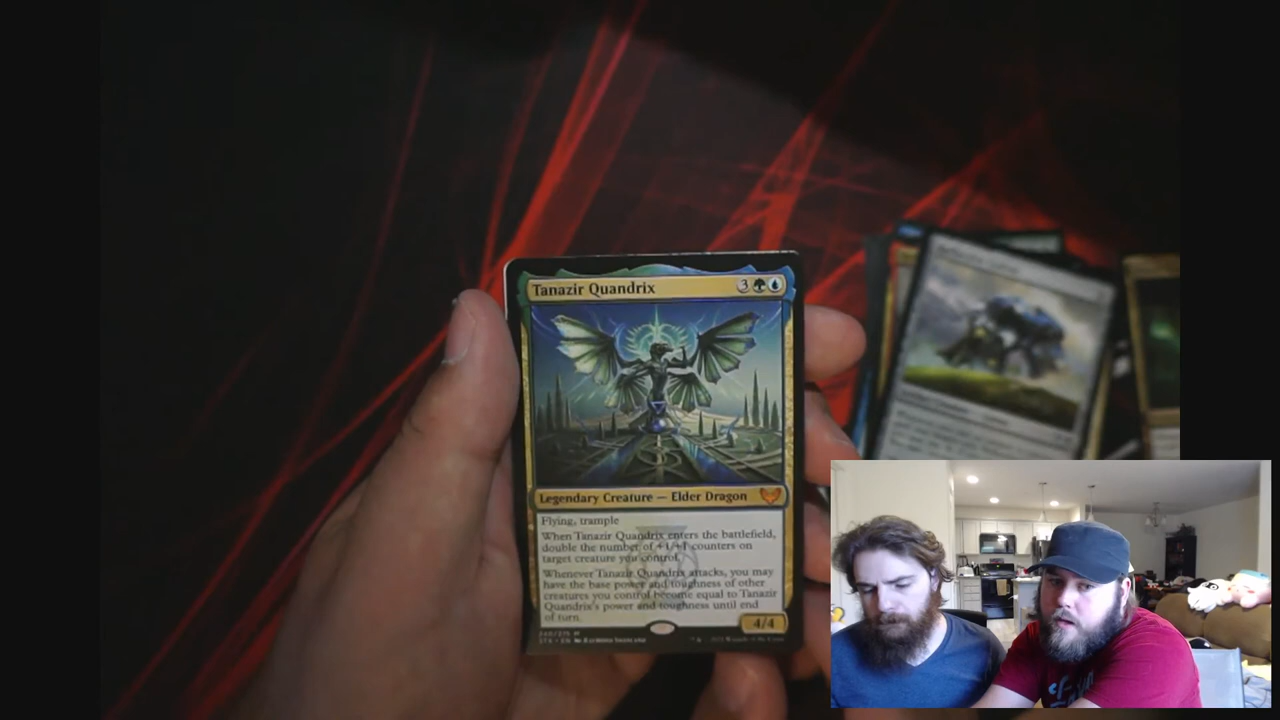 Tanazir Quandrix
3
Legendary Creature — Elder Dragon
Flying, trample
When Tanazir Quandrix enters the battlefield,
double the number of +1/+1 counters on
target creature you control.
Whenever Tanazir Quandrix attacks, you may
have the base power and toughness of other
creatures you control become equal to Tanazir
Quandrix's power and toughness until end
of turn.
4/4